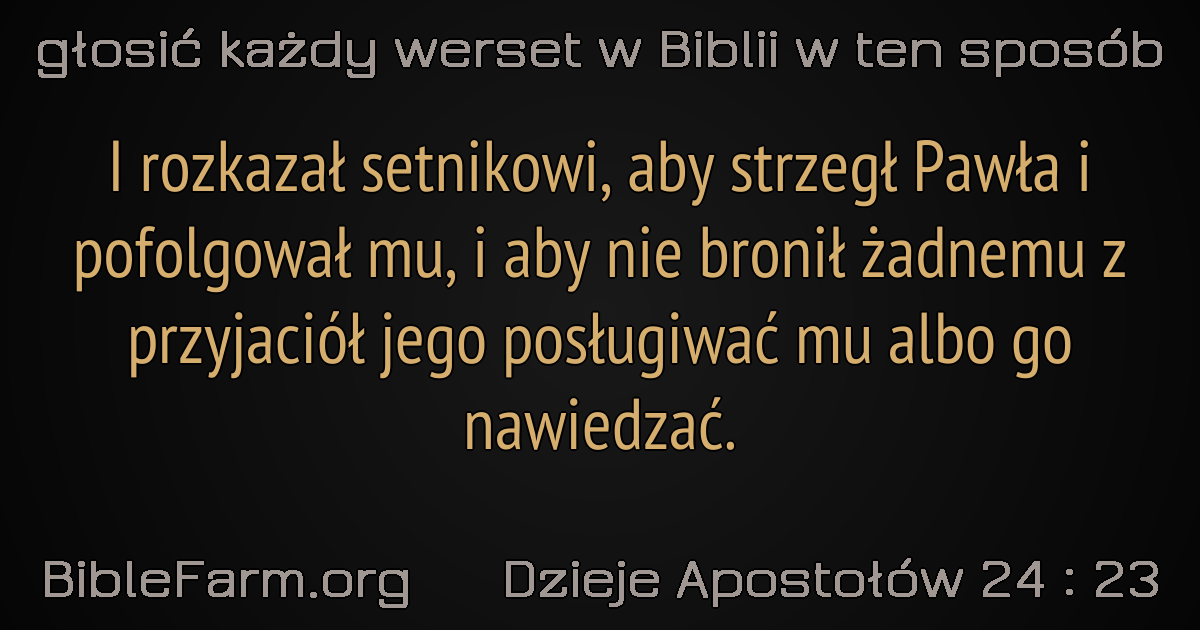 głosić każdy werset w Biblii w ten sposób
I rozkazał setnikowi, aby strzegł Pawła i
pofolgował mu, i aby nie bronił żadnemu z
przyjaciół jego posługiwać mu albo go
nawiedzać.
BibleFarm.org Dzieje Apostołów 24 : 23